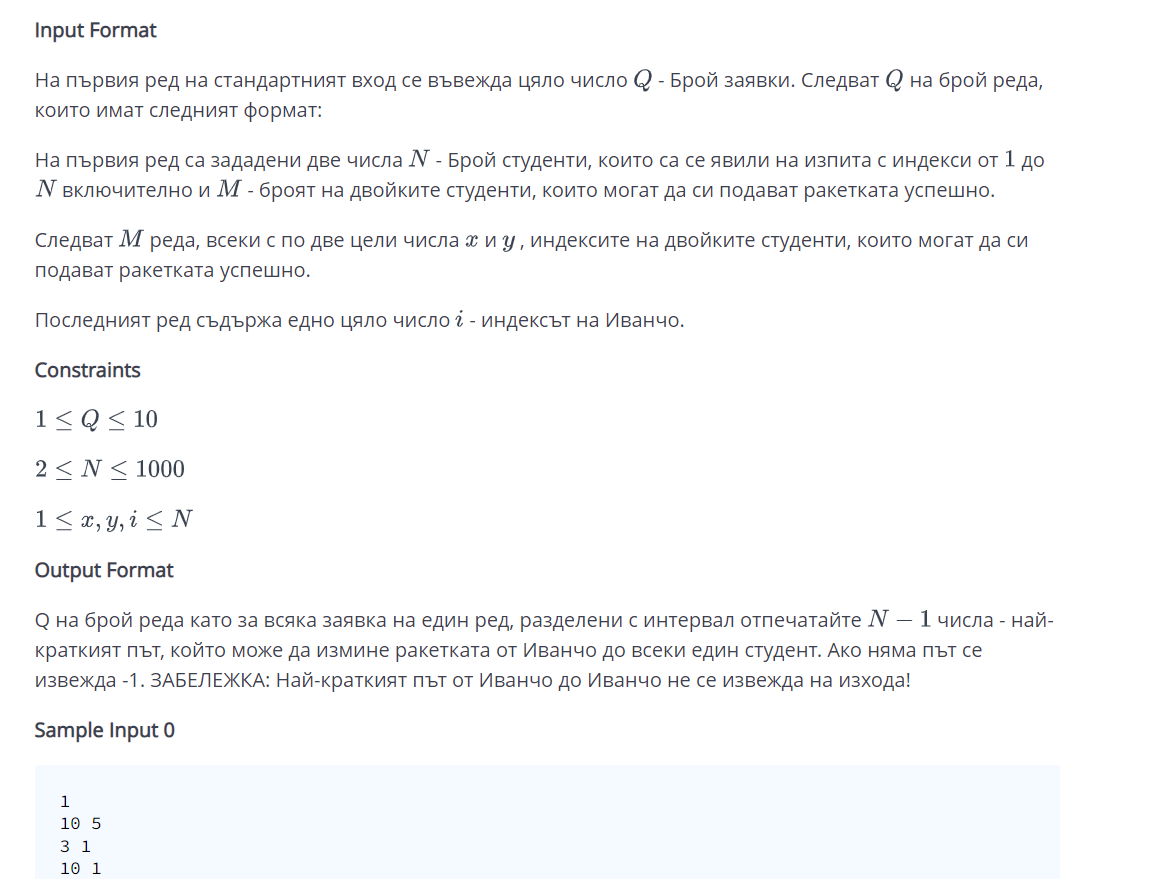 Input Format
На първия ред на стандартният вход се въвежда цяло число Q - Брой заявки. Следват Q на брой реда,
които имат следният формат:
На първия ред са зададени две числа N - Брой студенти, които са се явили на изпита с индекси от 1 до
N включително и M - броят на двойките студенти, които могат да си подават ракетката успешно.
Следват M реда, всеки с по две цели числа x и y , индексите на двойките студенти, които могат да си
подават ракетката успешно.
Последният ред съдържа едно цяло число i - индексът на Иванчо.
Constraints
1 ≤ Q ≤ 10
2 ≤ N ≤ 1000
1 ≤ x, y, i ≤ N
Output Format
Q на брой реда като за всяка заявка на един ред, разделени с интервал отпечатайте N − 1 числа - най-
краткият път, който може да измине ракетката от Иванчо до всеки един студент. Ако няма път се
извежда -1. ЗАБЕЛЕЖКА: Най-краткият път от Иванчо до Иванчо не се извежда на изхода!
Sample Input 0
1
10 5
3 1
10 1